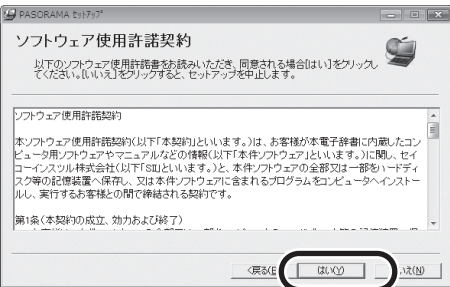 PASORAMA ｾｯﾄｱｯﾌﾟ
ソフトウェア使用許諾契約
以下のソフトウェア使用許諾書をお読みいただき、同意される場合[はい]をクリックし
てください。[いいえ]をクリックすると、セットアップを中止します。
ソフトウェア使用許諾契約
本ソフトウェア使用許諾契約(以下「本契約」といいます。)は、お客様が本電子辞書に内蔵したコン
ピュータ用ソフトウェアやマニュアルなどの情報(以下「本件ソフトウェア」といいます。)に関し、セイ
コーインスツル株式会社(以下「SII」といいます。)と、本件ソフトウェアの全部又は一部をハードディ
スク等の記憶装置へ保存し、又は本件ソフトウェアに含まれるプログラムをコンピュータへインストー
ルし、実行するお客様との間で締結される契約です。
第1条(本契約の成立、効力および終了)
<戻る(B
はい(Y)
いえ(N)